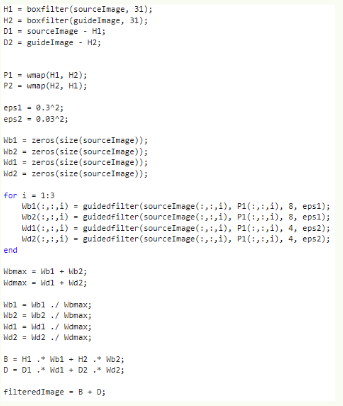 H1 = boxfilter(sourceImage, 31);
H2 = boxfilter(guideImage, 31);
D1 = sourceImage - H1;
D2 = guideImage - H2;
P1 = wmap(H1, H2);
P2 = wmap(H2, H1);
eps1 = 0.3^2;
eps2 = 0.03^2;
Wb1 = zeros(size(sourceImage));
Wb2 = zeros(size(sourceImage));
Wd1 = zeros(size(sourceImage));
Wd2 = zeros(size(sourceImage));
for i = 1:3
Wb1(:,:,i) = guidedfilter(sourceImage(:,:,i), P1(:,:,i), 8, eps1);
Wb2(:,:,i) = guidedfilter(sourceImage(:,:,i), P1(:,:,i), 8, eps1);
Wd1(:,:,i) = guidedfilter(sourceImage(:,:,i), P1(:,:,i), 4, eps2);
Wd2(:,:,i) = guidedfilter(sourceImage(:,:,i), P1(:,:,i), 4, eps2);
end
Wbmax = Wb1 + Wb2;
Wdmax = Wd1 + Wd2;
Wb1 = Wb1 ./ Wbmax;
Wb2 = Wb2 ./ Wbmax;
Wd1 = Wd1 ./ Wdmax;
Wd2 = Wd2 ./ Wdmax;
B = H1 .* Wb1 + H2 .* Wb2;
D = D1 .* Wd1 + D2 .* Wd2;
filteredImage = B + D;